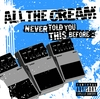 ALL THE CREAM
NEVER TOLD YOU
THIS BEFORE